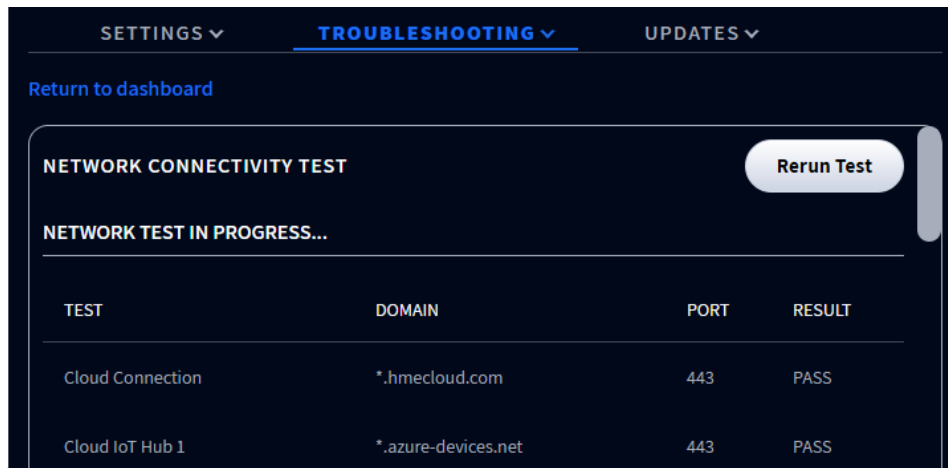 SETTINGS TROUBLESHOOTING UPDATES
Return to dashboard
NETWORK CONNECTIVITY TEST Rerun Test
NETWORK TEST IN PROGRESS...
TEST DOMAIN PORT RESULT
Cloud Connection *.hmecloud.com 443 PASS
Cloud IoT Hub 1 *.azure-devices.net 443 PASS